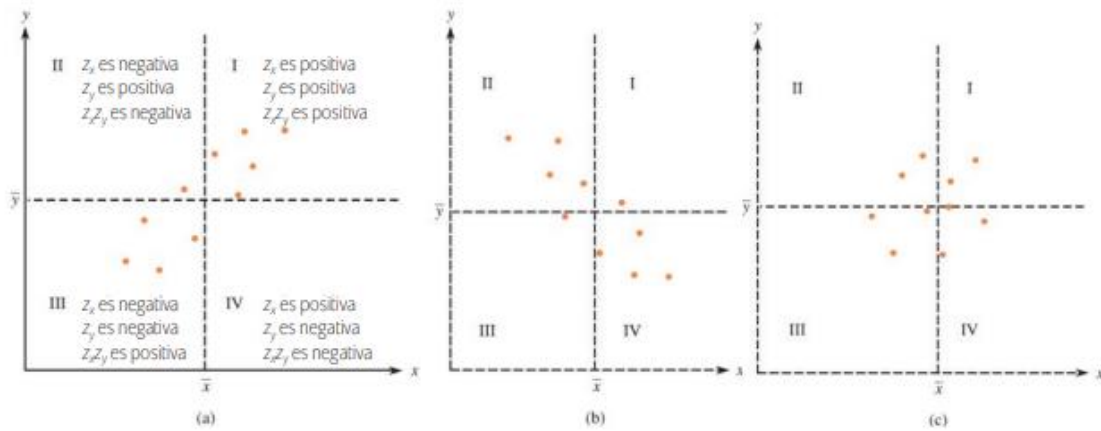 y
II z_x es negativa
z_y es positiva
z_xz_y es negativa
I z_x es positiva
z_y es positiva
z_xz_y es positiva
ȳ
III z_x es negativa
z_y es negativa
z_xz_y es positiva
IV z_x es positiva
z_y es negativa
z_xz_y es negativa
x̄
x
(a)
y
II
I
ȳ
III
IV
x̄
x
(b)
y
II
I
ȳ
III
IV
x̄
x
(c)